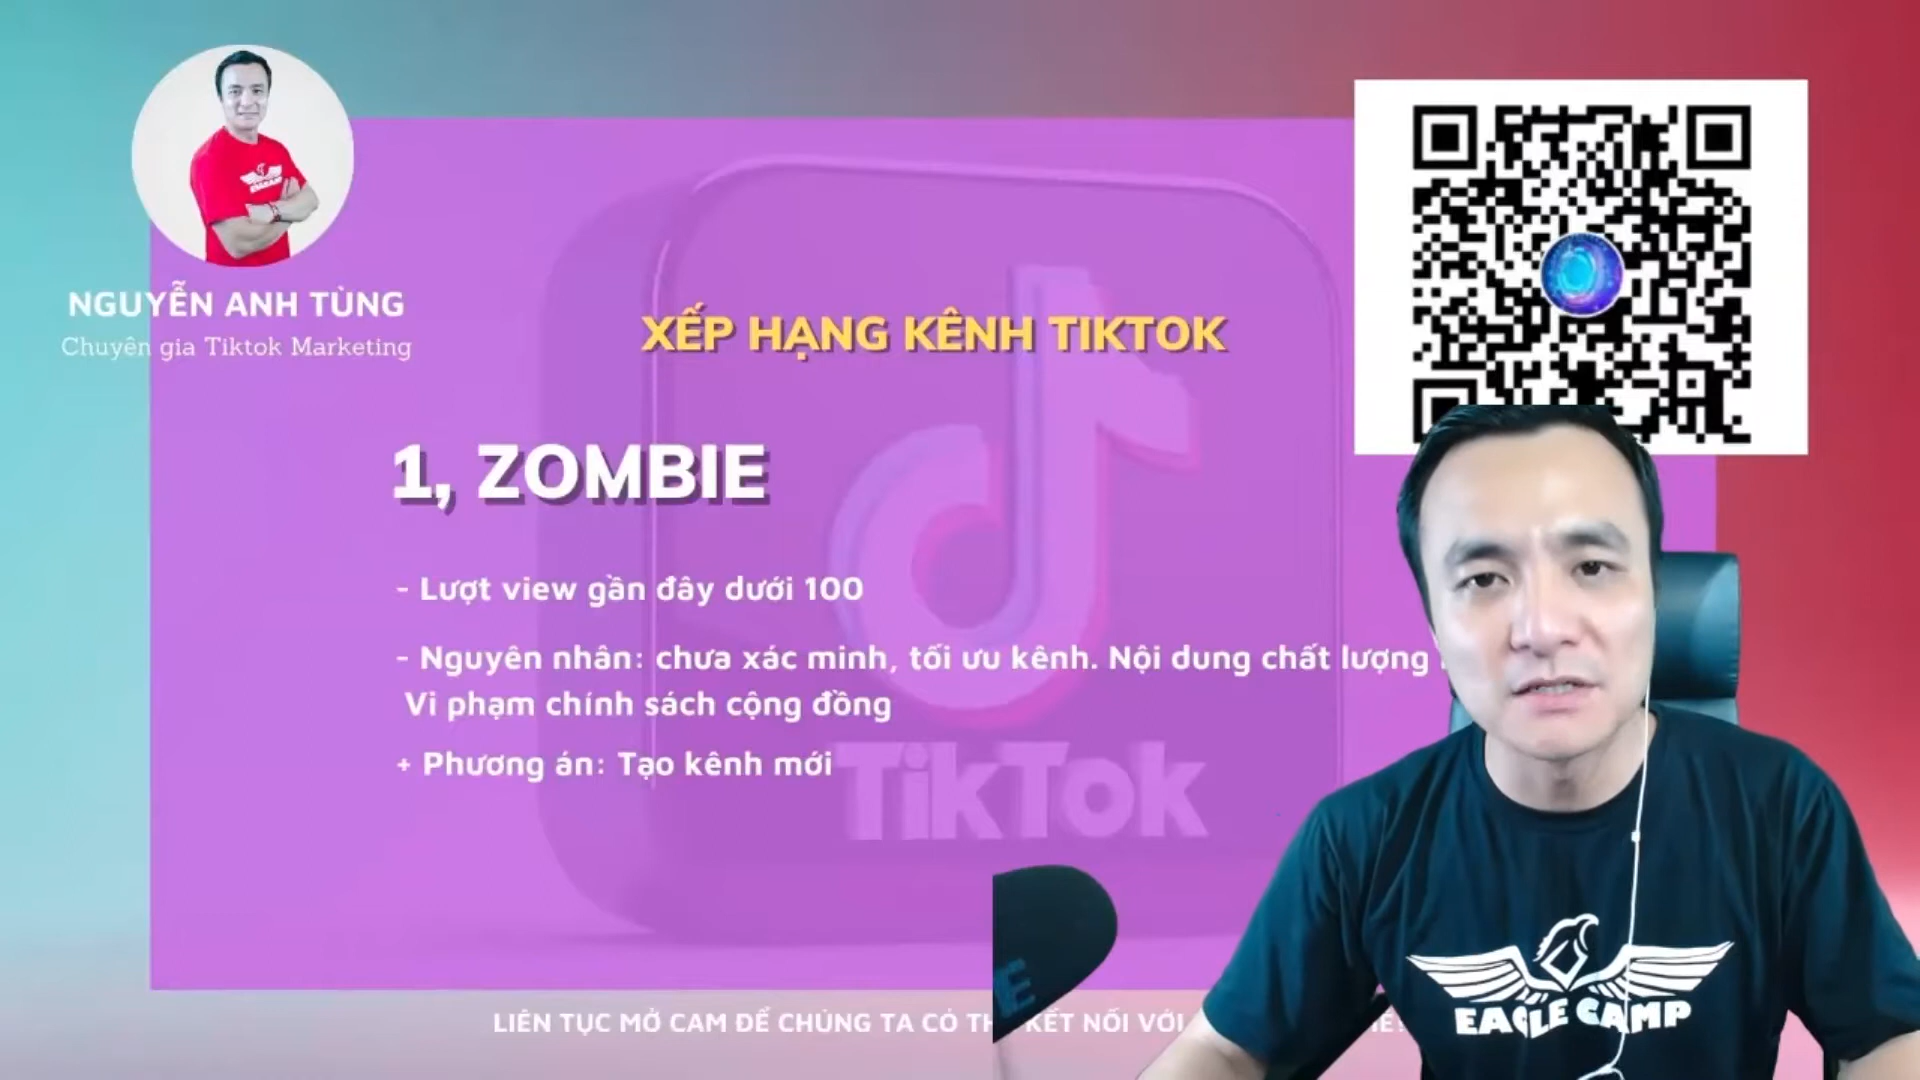 NGUYỄN ANH TÙNG
Chuyên gia Tiktok Marketing
XẾP HẠNG KÊNH TIKTOK
1, ZOMBIE
- Lượt view gần đây dưới 100
- Nguyên nhân: chưa xác minh, tối ưu kênh. Nội dung chất lượng
Vi phạm chính sách cộng đồng
+ Phương án: Tạo kênh mới
TikTok
LIÊN TỤC MỞ CAM ĐỂ CHÚNG TA CÓ KẾT NỐI VỚI
EAGLE CAMP